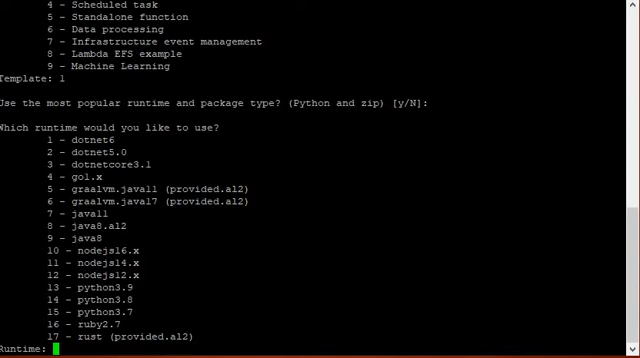 4 - Scheduled task
5 - Standalone function
6 - Data processing
7 - Infrastructure event management
8 - Lambda EFS example
9 - Machine Learning
Template: 1
Use the most popular runtime and package type? (Python and zip) [y/N]:
Which runtime would you like to use?
1 - dotnet6
2 - dotnet5.0
3 - dotnetcore3.1
4 - go1.x
5 - graalvm.java11 (provided.al2)
6 - graalvm.java17 (provided.al2)
7 - java11
8 - java8.al2
9 - java8
10 - nodejs16.x
11 - nodejs14.x
12 - nodejs12.x
13 - python3.9
14 - python3.8
15 - python3.7
16 - ruby2.7
17 - rust (provided.al2)
Runtime: